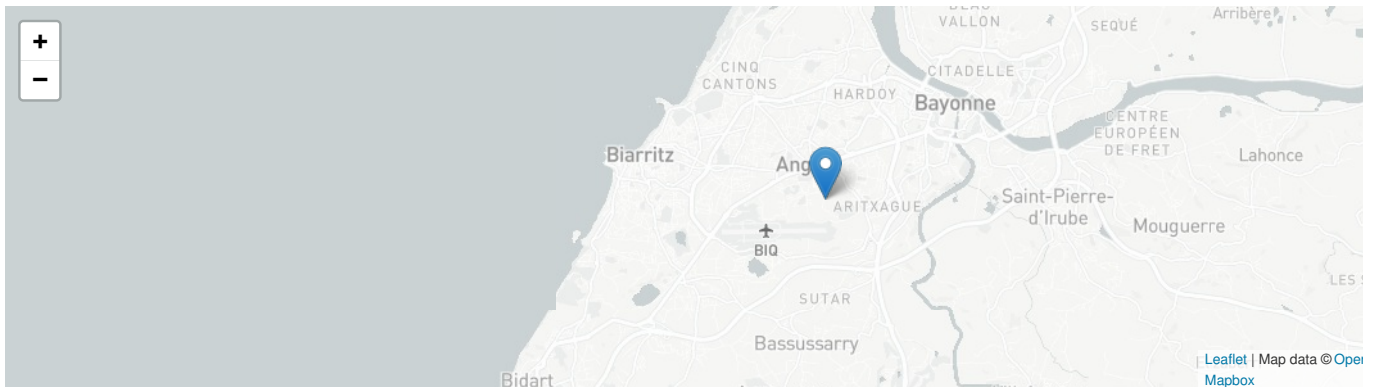 +
−
VALLON
SEQUÉ
Arribère
CINQ
CANTONS
CITADELLE
HARDOY
Bayonne
CENTRE
EUROPÉEN
DE FRET
Biarritz
Ang
Lahonce
ARITXAGUE
Saint-Pierre-
d'Irube
Mouguerre
BIQ
LES
SUTAR
Bassussarry
Bidart
Leaflet | Map data © Oper
Mapbox